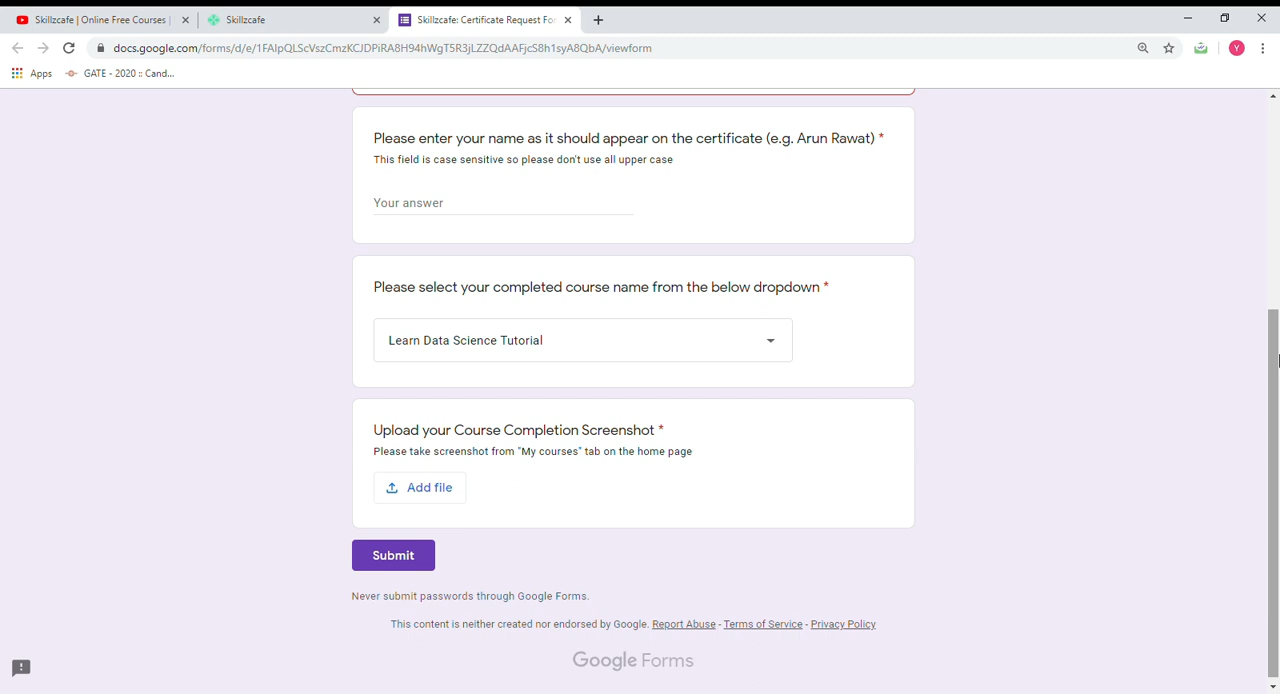 Skillzcafe | Online Free Courses |
Skillzcafe
Skillzcafe: Certificate Request For
docs.google.com/forms/d/e/1FAIpQLScVszCmzKCJDPiRA8H94hWgT5R3jLZZQdAAFjcS8h1syA8QbA/viewform
Y
Apps
GATE - 2020 :: Cand...
Please enter your name as it should appear on the certificate (e.g. Arun Rawat) *
This field is case sensitive so please don't use all upper case
Your answer
Please select your completed course name from the below dropdown *
Learn Data Science Tutorial
Upload your Course Completion Screenshot *
Please take screenshot from "My courses" tab on the home page
Add file
Submit
Never submit passwords through Google Forms.
This content is neither created nor endorsed by Google. Report Abuse - Terms of Service - Privacy Policy
Google Forms